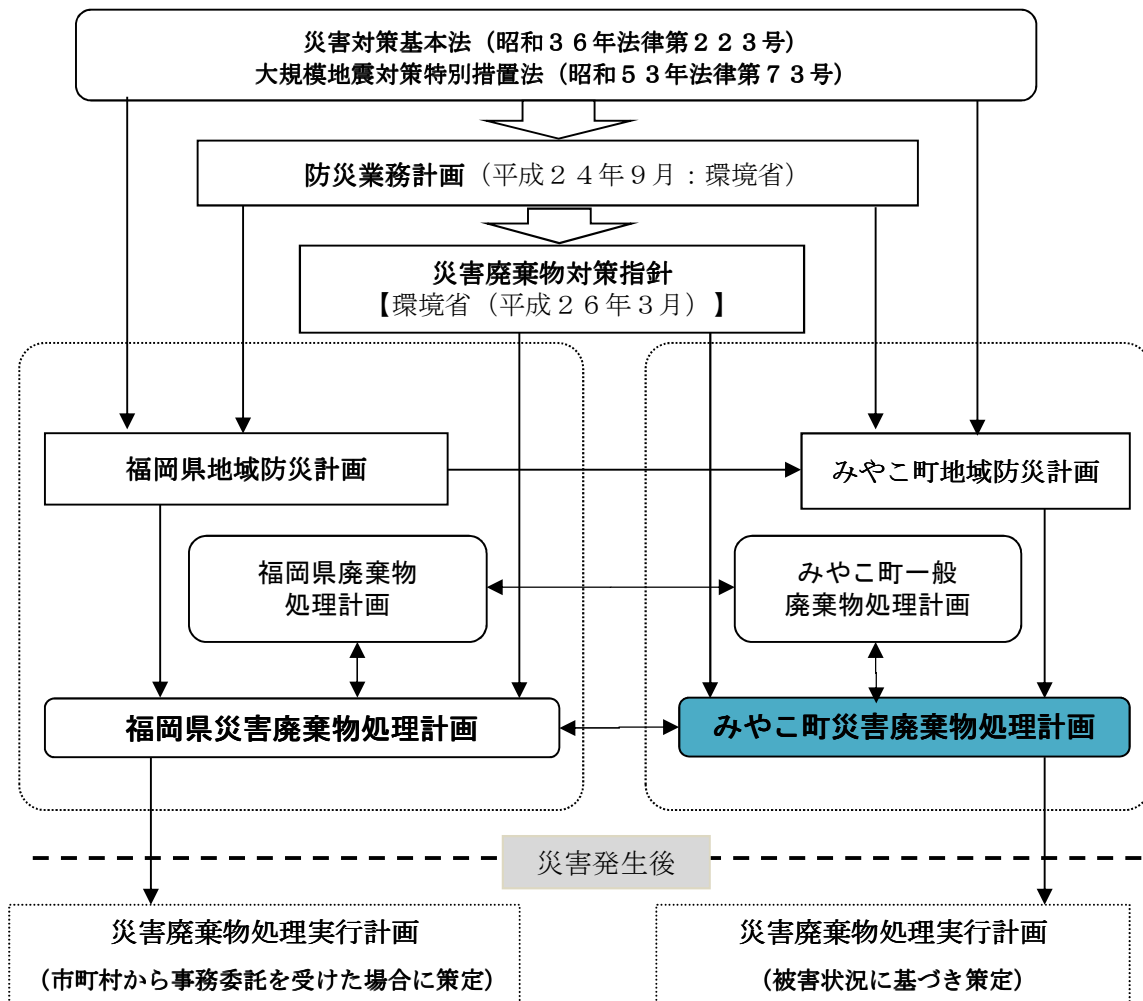 災害対策基本法（昭和３６年法律第２２３号）
大規模地震対策特別措置法（昭和５３年法律第７３号）
防災業務計画（平成２４年９月：環境省）
災害廃棄物対策指針
【環境省（平成２６年３月）】
福岡県地域防災計画
みやこ町地域防災計画
福岡県廃棄物
処理計画
みやこ町一般
廃棄物処理計画
福岡県災害廃棄物処理計画
みやこ町災害廃棄物処理計画
災害発生後
災害廃棄物処理実行計画
（市町村から事務委託を受けた場合に策定）
災害廃棄物処理実行計画
（被害状況に基づき策定）